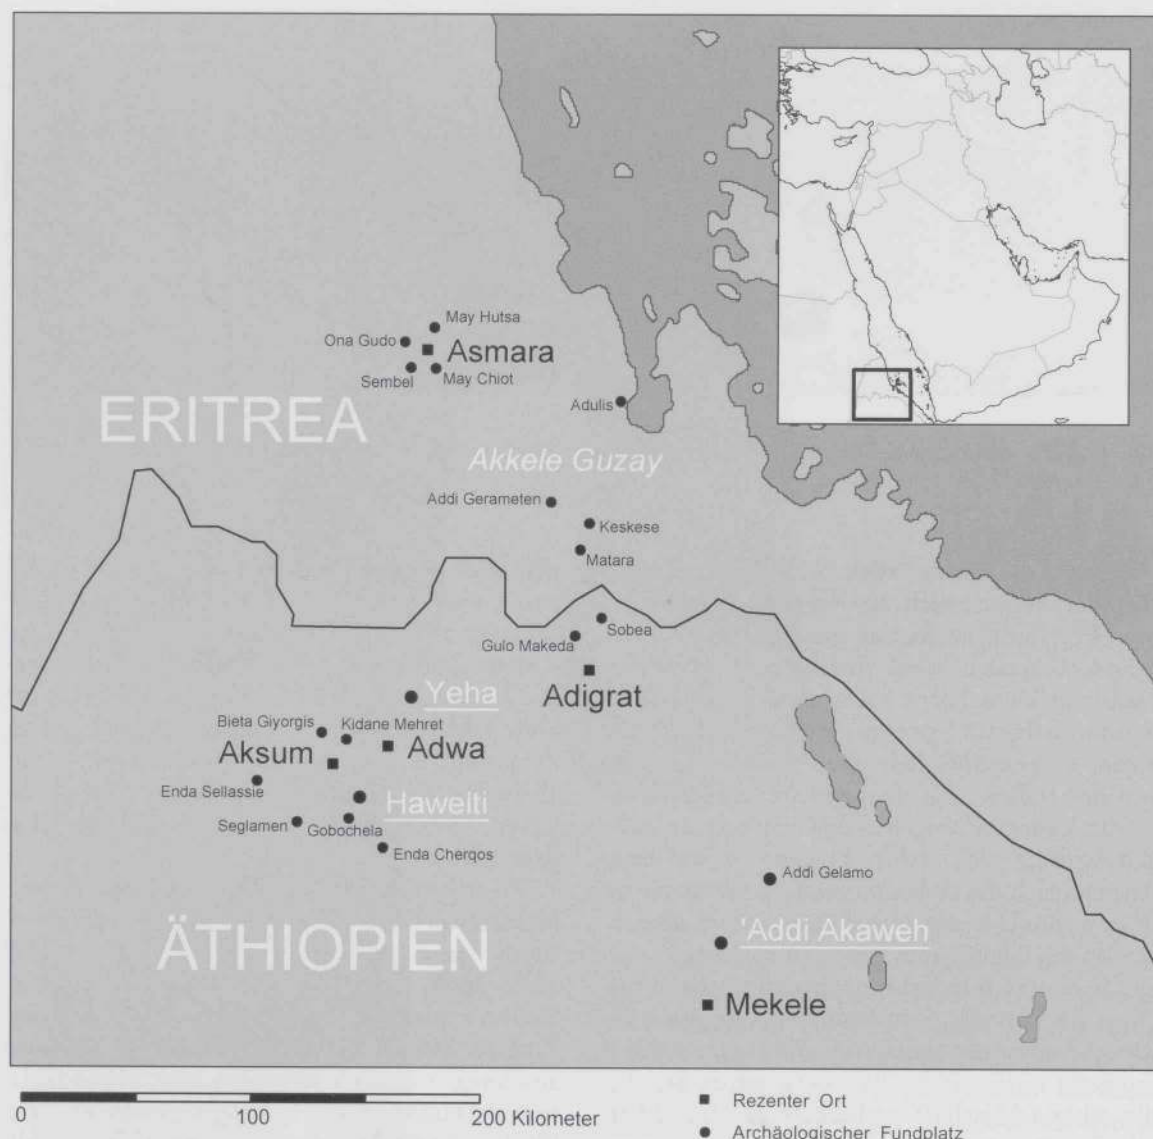 May Hutsa
Ona Gudo
Asmara
Sembel
May Chiot
ERITREA
Adulis
Akkele Guzay
Addi Gerameten
Keskese
Matara
Sobea
Gulo Makeda
Adigrat
Yeha
Bieta Giyorgis
Kidane Mehret
Aksum
Adwa
Enda Sellassie
Hawelti
Seglamen
Gobochela
Enda Cherqos
Addi Gelamo
ÄTHIOPIEN
'Addi Akaweh
Mekele
0
100
200 Kilometer
Rezenter Ort
Archäologischer Fundplatz